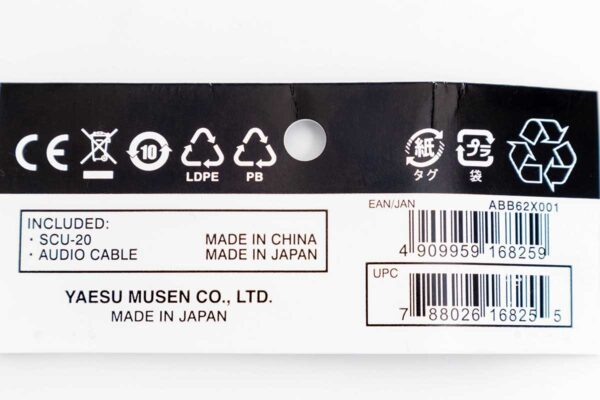 CE
10
LDPE
PB
紙
タグ
プラ
袋
EAN/JAN ABB62X001
4 909959 168259
INCLUDED:
・SCU-20 MADE IN CHINA
・AUDIO CABLE MADE IN JAPAN
UPC
7 88026 16825 5
YAESU MUSEN CO., LTD.
MADE IN JAPAN